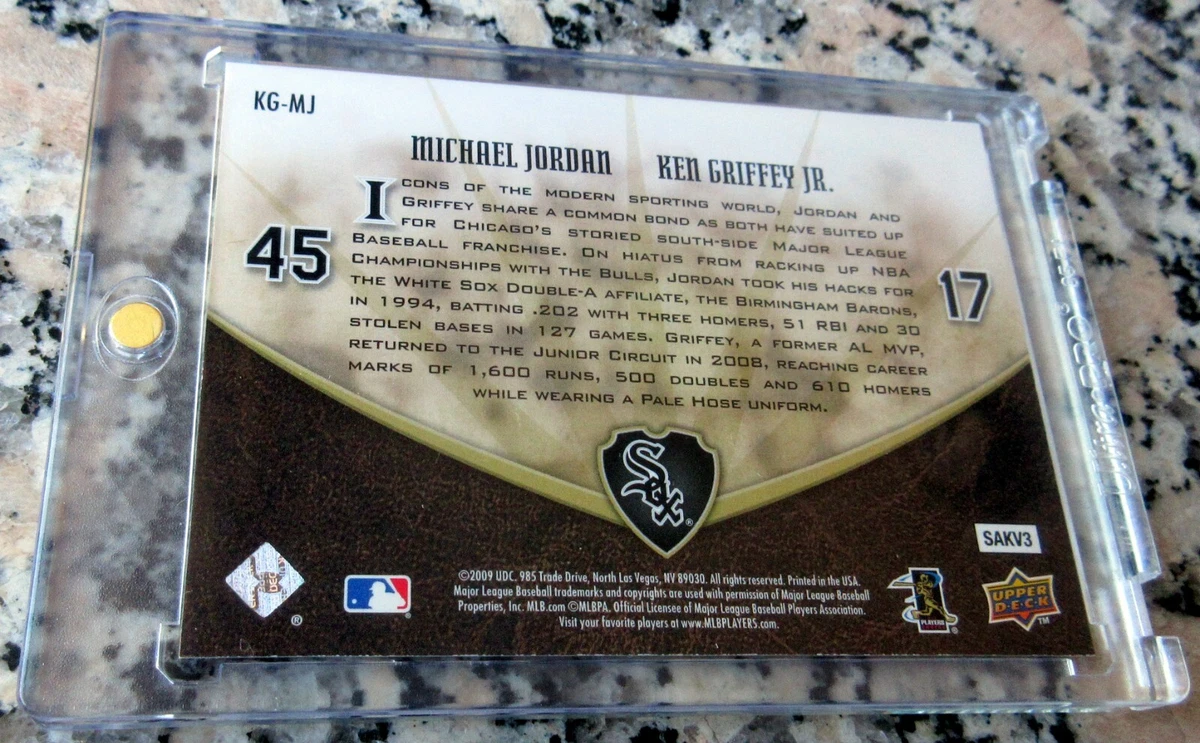 KG-MJ
MICHAEL JORDAN KEN GRIFFEY JR.
ICONS OF THE MODERN SPORTING WORLD, JORDAN AND
GRIFFEY SHARE A COMMON BOND AS BOTH HAVE SUITED UP
FOR CHICAGO'S STORIED SOUTH-SIDE MAJOR LEAGUE
BASEBALL FRANCHISE. ON HIATUS FROM RACKING UP NBA
CHAMPIONSHIPS WITH THE BULLS, JORDAN TOOK HIS HACKS FOR
THE WHITE SOX DOUBLE-A AFFILIATE, THE BIRMINGHAM BARONS,
IN 1994, BATTING .202 WITH THREE HOMERS, 51 RBI AND 30
STOLEN BASES IN 127 GAMES. GRIFFEY, A FORMER AL MVP,
RETURNED TO THE JUNIOR CIRCUIT IN 2008, REACHING CAREER
MARKS OF 1,600 RUNS, 500 DOUBLES AND 610 HOMERS
WHILE WEARING A PALE HOSE UNIFORM.
45
17
Sox®
SAKV3
©2009 UDC. 985 Trade Drive, North Las Vegas, NV 89030. All rights reserved. Printed in the USA.
Major League Baseball trademarks and copyrights are used with permission of Major League Baseball
Properties, Inc. MLB.com ©MLBPA. Official Licensee of Major League Baseball Players Association.
Visit your favorite players at www.MLBPLAYERS.com.
®
®
PLAYERS
®
UPPER
D·E·C·K
TM